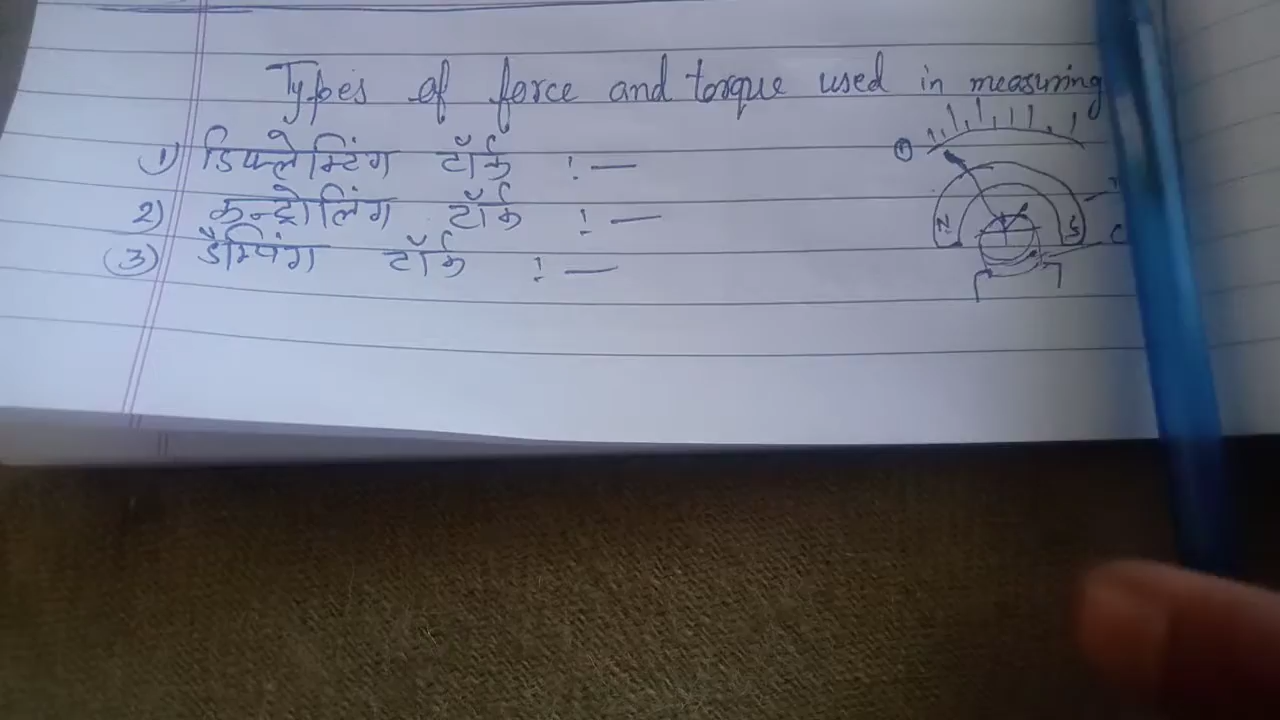 Types of force and torque used in measuring
1) डिफ्लेक्टिंग टॉर्क :—
2) कन्ट्रोलिंग टॉर्क :—
(3) डैम्पिंग टॉर्क :—
N S